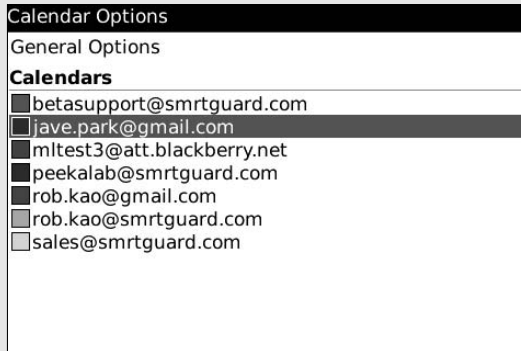 Calendar Options
General Options
Calendars
betasupport@smrtguard.com
jave.park@gmail.com
mltest3@att.blackberry.net
peekalab@smrtguard.com
rob.kao@gmail.com
rob.kao@smrtguard.com
sales@smrtguard.com